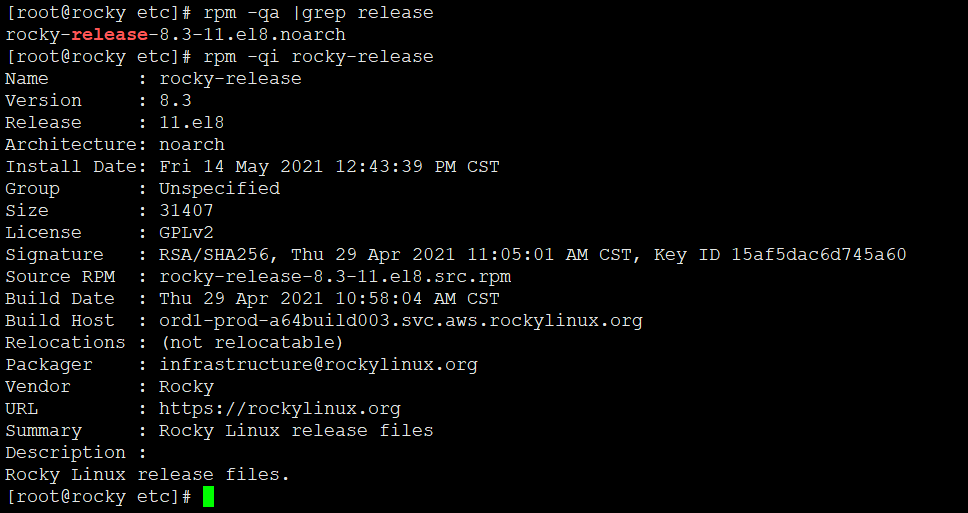 [root@rocky etc]# rpm -qa |grep release
rocky-release-8.3-11.el8.noarch
[root@rocky etc]# rpm -qi rocky-release
Name        : rocky-release
Version     : 8.3
Release     : 11.el8
Architecture: noarch
Install Date: Fri 14 May 2021 12:43:39 PM CST
Group       : Unspecified
Size        : 31407
License     : GPLv2
Signature   : RSA/SHA256, Thu 29 Apr 2021 11:05:01 AM CST, Key ID 15af5dac6d745a60
Source RPM  : rocky-release-8.3-11.el8.src.rpm
Build Date  : Thu 29 Apr 2021 10:58:04 AM CST
Build Host  : ord1-prod-a64build003.svc.aws.rockylinux.org
Relocations : (not relocatable)
Packager    : infrastructure@rockylinux.org
Vendor      : Rocky
URL         : https://rockylinux.org
Summary     : Rocky Linux release files
Description :
Rocky Linux release files.
[root@rocky etc]#